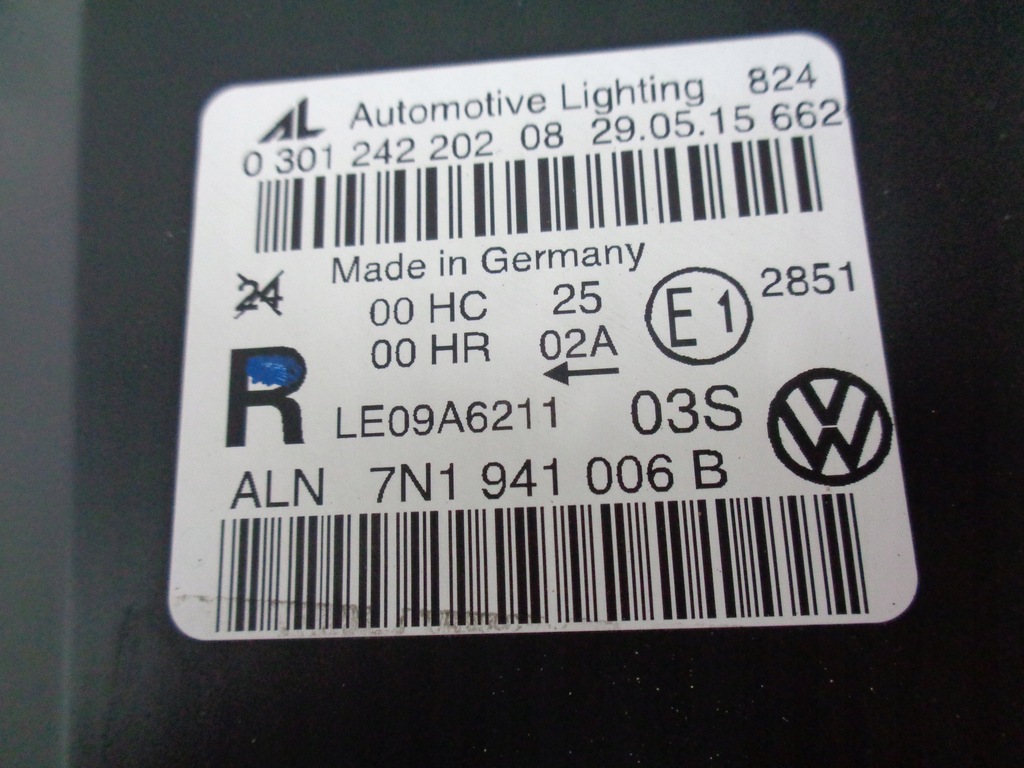 AL Automotive Lighting 824
0 301 242 202 08 29.05.15 662
Made in Germany
24 00 HC 25 E1 2851
00 HR 02A
R LE09A6211 03S VW
ALN 7N1 941 006 B